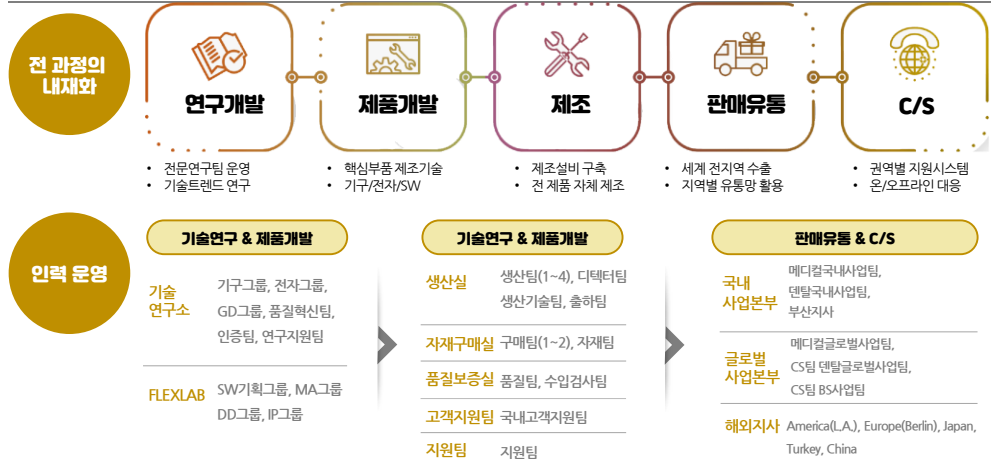 전 과정의
내재화
연구개발
제품개발
제조
판매유통
C/S
• 전문연구팀 운영
• 기술트렌드 연구
• 핵심부품 제조기술
• 기구/전자/SW
• 제조설비 구축
• 전 제품 자체 제조
• 세계 전지역 수출
• 지역별 유통망 활용
• 권역별 지원시스템
• 온/오프라인 대응
인력 운영
기술연구 & 제품개발
기술
연구소
기구그룹, 전자그룹,
GD그룹, 품질혁신팀,
인증팀, 연구지원팀
FLEXLAB
SW기획그룹, MA그룹
DD그룹, IP그룹
기술연구 & 제품개발
생산실
생산팀(1~4), 디텍터팀
생산기술팀, 출하팀
자재구매실
구매팀(1~2), 자재팀
품질보증실
품질팀, 수입검사팀
고객지원팀
국내고객지원팀
지원팀
지원팀
판매유통 & C/S
국내
사업본부
메디컬국내사업팀,
덴탈국내사업팀,
부산지사
글로벌
사업본부
메디컬글로벌사업팀,
CS팀 덴탈글로벌사업팀,
CS팀 BS사업팀
해외지사
America(L.A.), Europe(Berlin), Japan,
Turkey, China